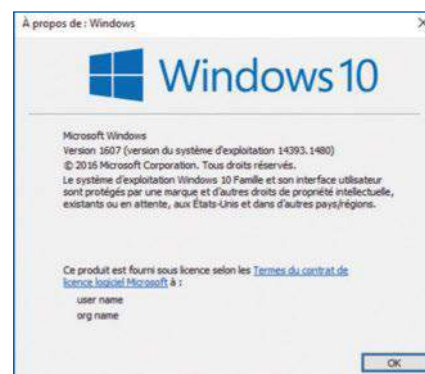 À propos de : Windows
Windows 10
Microsoft Windows
Version 1607 (version du système d'exploitation 14393.1480)
© 2016 Microsoft Corporation. Tous droits réservés.
Le système d'exploitation Windows 10 Famille et son interface utilisateur
sont protégés par une marque et d'autres droits de propriété intellectuelle,
existants ou en attente, aux États-Unis et dans d'autres pays/régions.
Ce produit est fourni sous licence selon les Termes du contrat de
licence logiciel Microsoft à :
user name
org name
OK